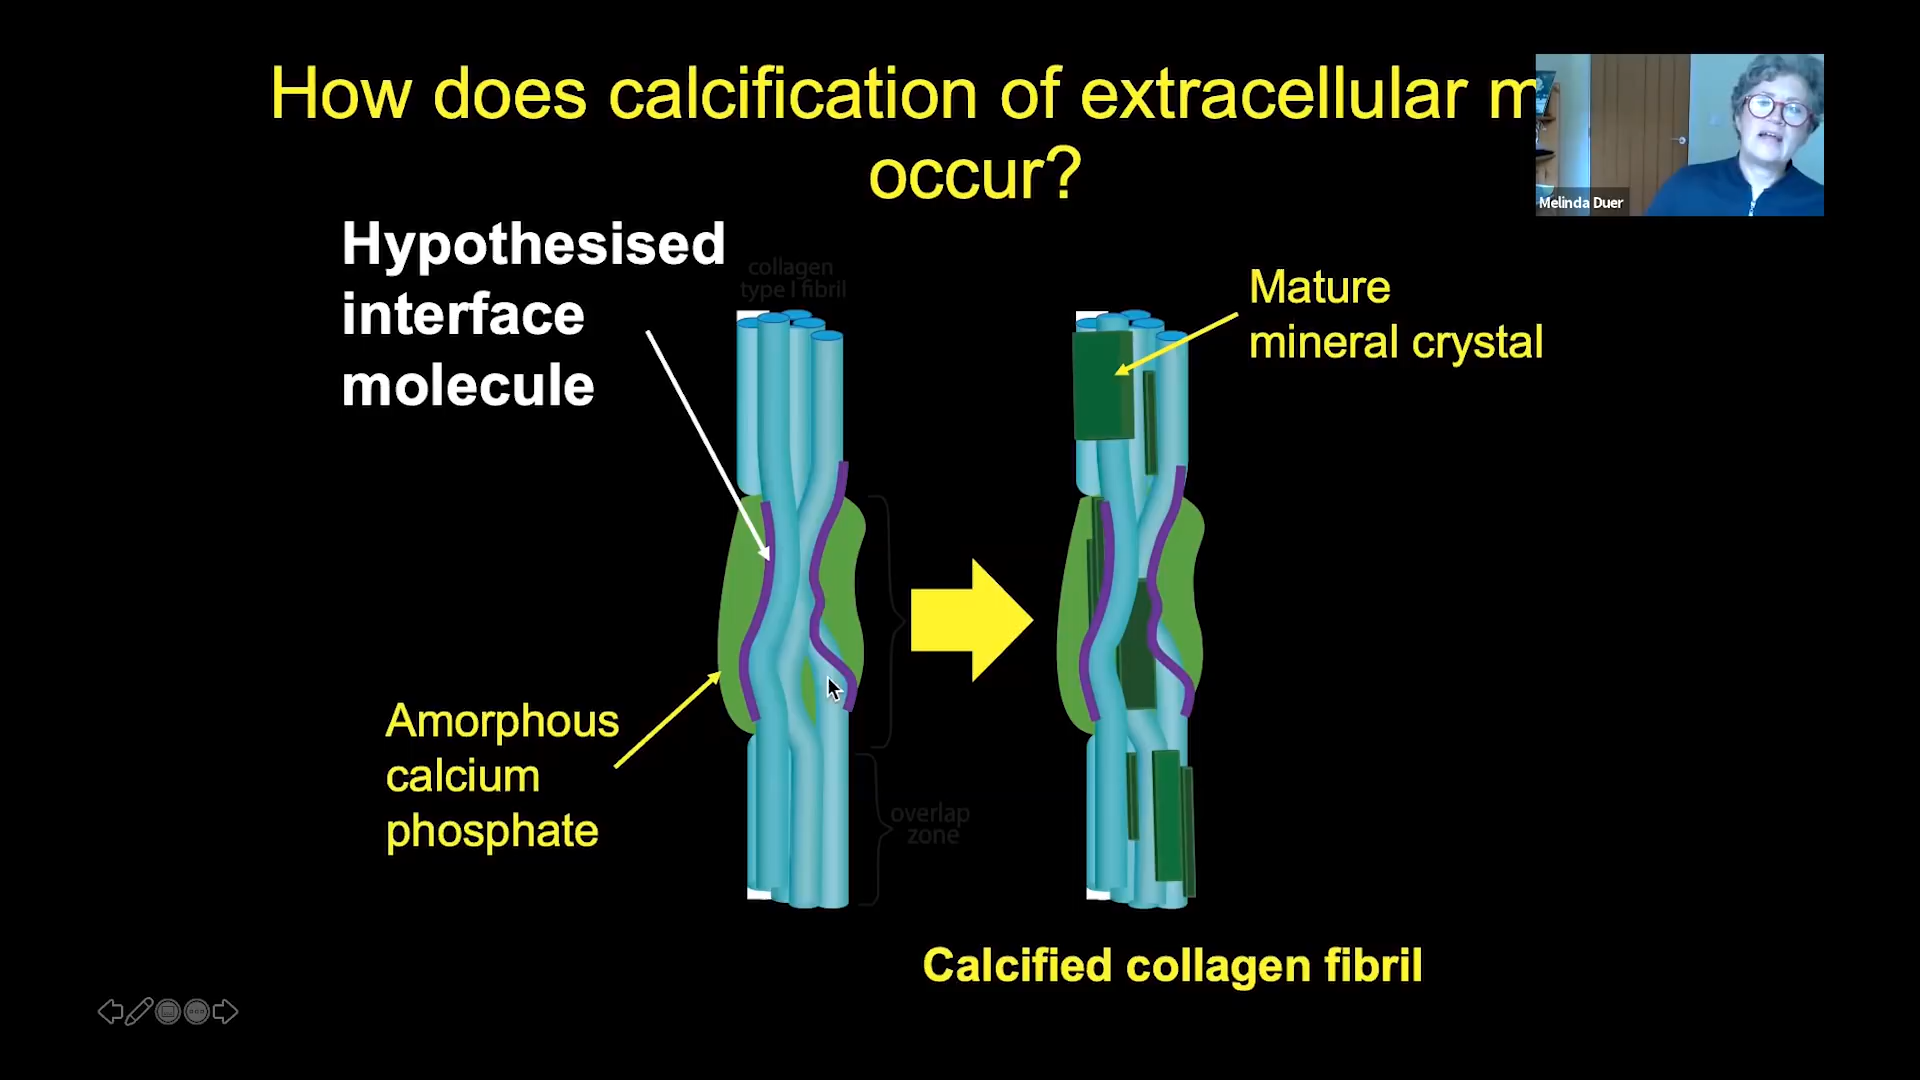 How does calcification of extracellular m
occur?
Melinda Duer
Hypothesised
interface
molecule
collagen
type I fibril
Mature
mineral crystal
Amorphous
calcium
phosphate
overlap
zone
Calcified collagen fibril